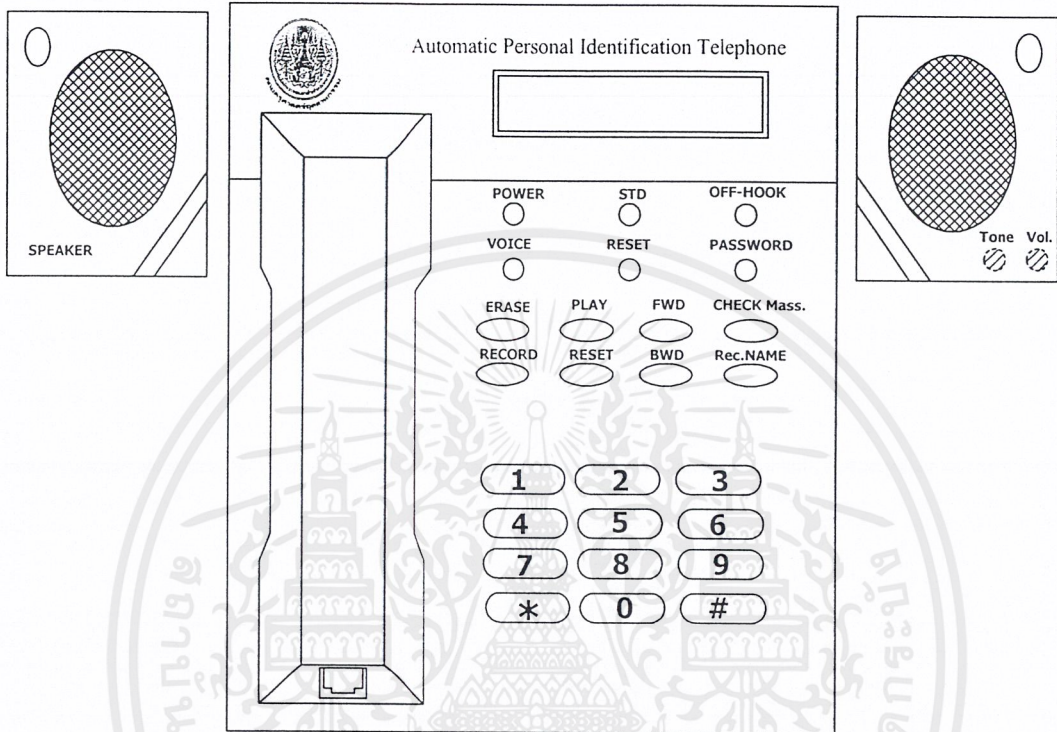 Automatic Personal Identification Telephone
POWER STD OFF-HOOK
VOICE RESET PASSWORD
SPEAKER
Tone Vol.
ERASE PLAY FWD CHECK Mass.
RECORD RESET BWD Rec.NAME
1 2 3
4 5 6
7 8 9
* 0 #